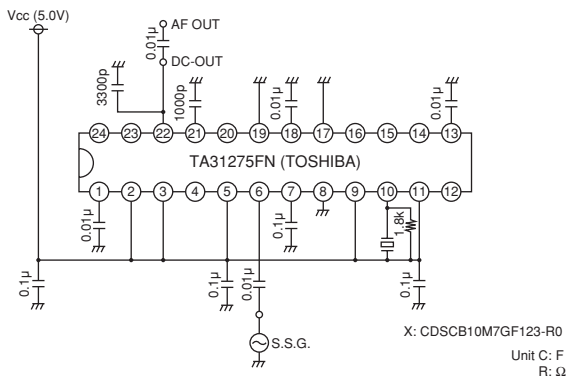 Vcc (5.0V)
AF OUT
0.01µ
DC-OUT
3300p
1000p
0.01µ
0.01µ
24 23 22 21 20 19 18 17 16 15 14 13
TA31275FN (TOSHIBA)
1 2 3 4 5 6 7 8 9 10 11 12
0.01µ
0.1µ
1.8k
0.1µ
0.1µ
0.01µ
0.1µ
S.S.G.
X: CDSCB10M7GF123-R0
Unit C: F
R: Ω